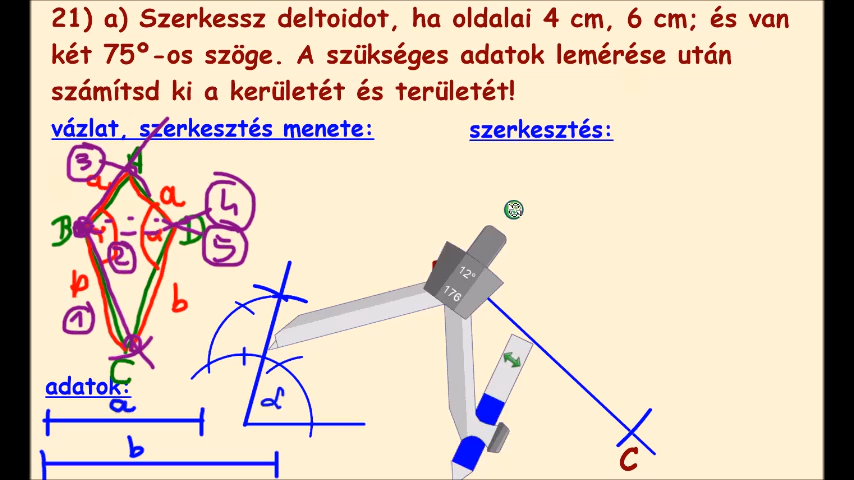 21) a) Szerkessz deltoidot, ha oldalai 4 cm, 6 cm; és van
két 75º-os szöge. A szükséges adatok lemérése után
számítsd ki a kerületét és területét!
vázlat, szerkesztés menete:
szerkesztés:
3
A
a
a
4
B
D
α
2
5
b
b
1
12°
176
C
adatok:
a
α
b
C